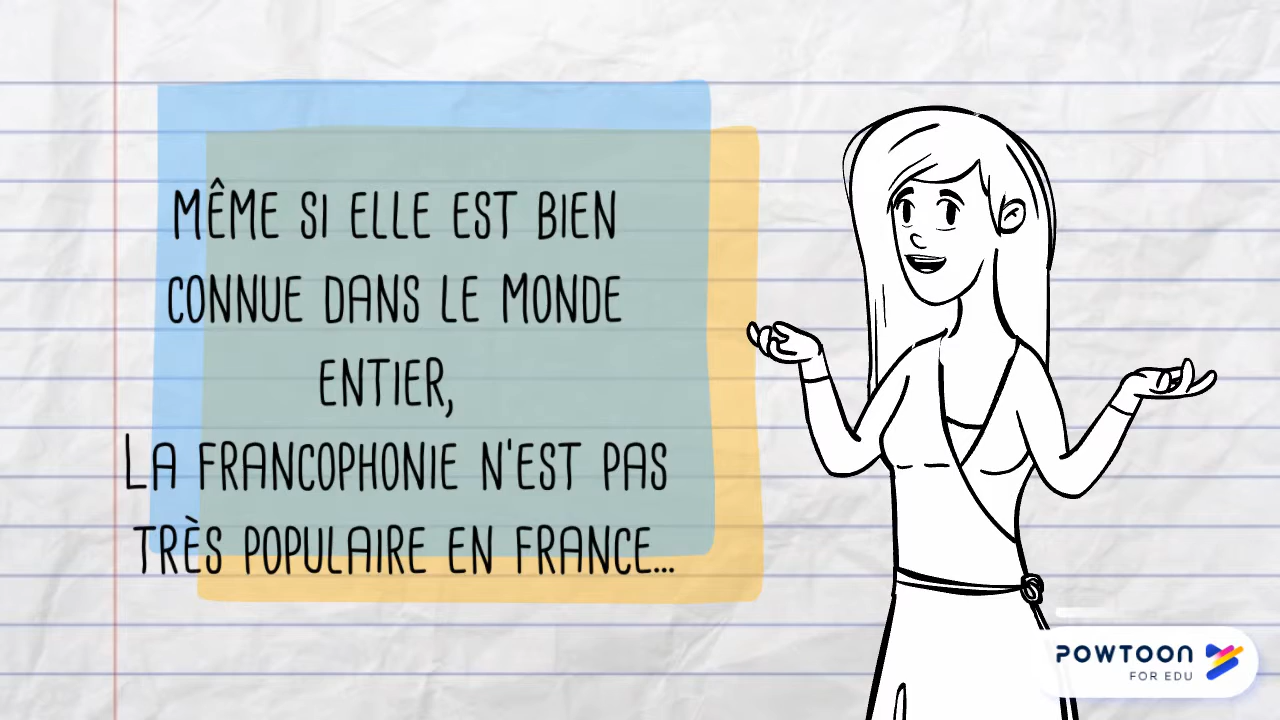 MÊME SI ELLE EST BIEN
CONNUE DANS LE MONDE
ENTIER,
LA FRANCOPHONIE N'EST PAS
TRÈS POPULAIRE EN FRANCE...
POWTOON
FOR EDU